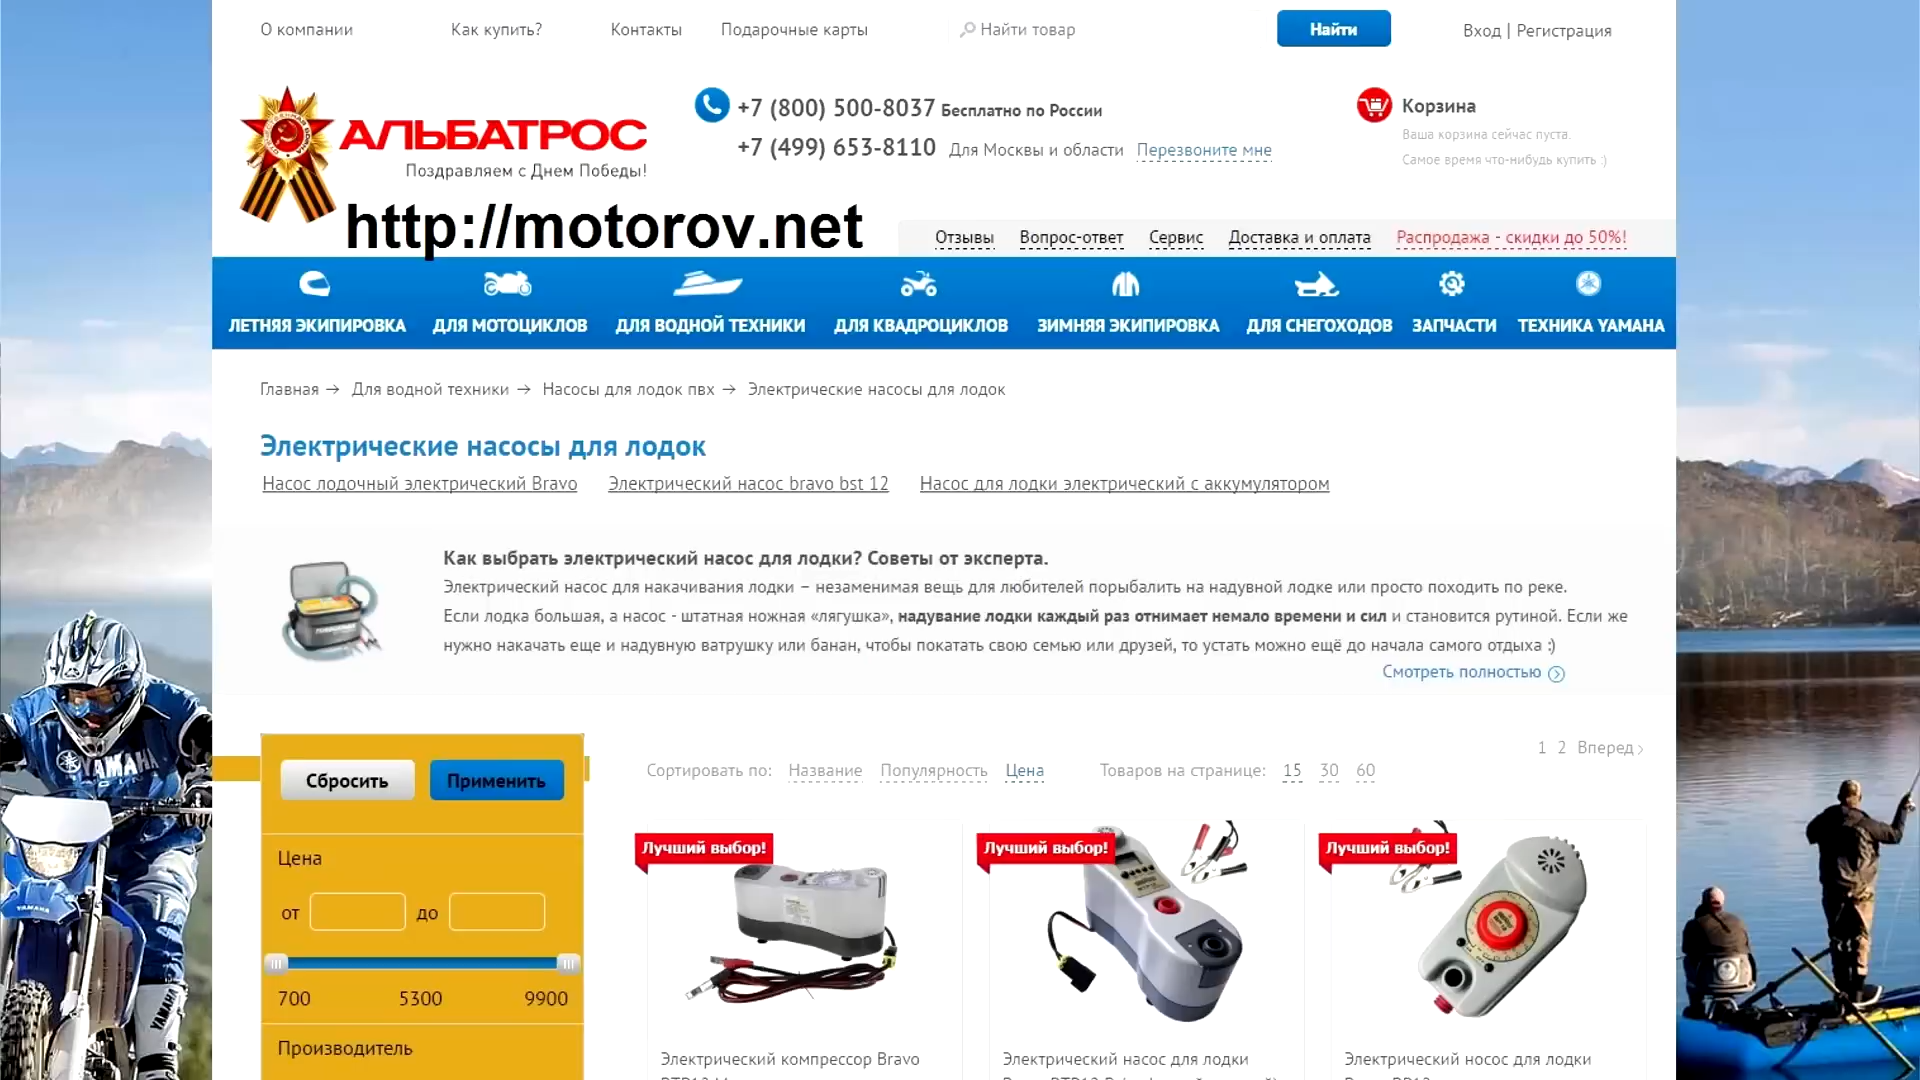 О компании
Как купить?
Контакты
Подарочные карты
Найти товар
Найти
Вход | Регистрация
АЛЬБАТРОС
Поздравляем с Днем Победы!
http://motorov.net
+7 (800) 500-8037 Бесплатно по России
+7 (499) 653-8110 Для Москвы и области Перезвоните мне
Корзина
Ваша корзина сейчас пуста.
Самое время что-нибудь купить :)
Отзывы
Вопрос-ответ
Сервис
Доставка и оплата
Распродажа - скидки до 50%!
ЛЕТНЯЯ ЭКИПИРОВКА
ДЛЯ МОТОЦИКЛОВ
ДЛЯ ВОДНОЙ ТЕХНИКИ
ДЛЯ КВАДРОЦИКЛОВ
ЗИМНЯЯ ЭКИПИРОВКА
ДЛЯ СНЕГОХОДОВ
ЗАПЧАСТИ
ТЕХНИКА YAMAHA
Главная → Для водной техники → Насосы для лодок пвх → Электрические насосы для лодок
Электрические насосы для лодок
Насос лодочный электрический Bravo
Электрический насос bravo bst 12
Насос для лодки электрический с аккумулятором
Как выбрать электрический насос для лодки? Советы от эксперта.
Электрический насос для накачивания лодки – незаменимая вещь для любителей порыбалить на надувной лодке или просто походить по реке.
Если лодка большая, а насос - штатная ножная «лягушка», надувание лодки каждый раз отнимает немало времени и сил и становится рутиной. Если же
нужно накачать еще и надувную ватрушку или банан, чтобы покатать свою семью или друзей, то устать можно ещё до начала самого отдыха :)
Смотреть полностью
Сбросить
Применить
Цена
от
до
700
5300
9900
Производитель
1 2 Вперед
Сортировать по: Название Популярность Цена
Товаров на странице: 15 30 60
Лучший выбор!
Лучший выбор!
Лучший выбор!
Электрический компрессор Bravo
Электрический насос для лодки
Электрический носос для лодки
YAMAHA
YAMAHA
YAMAHA